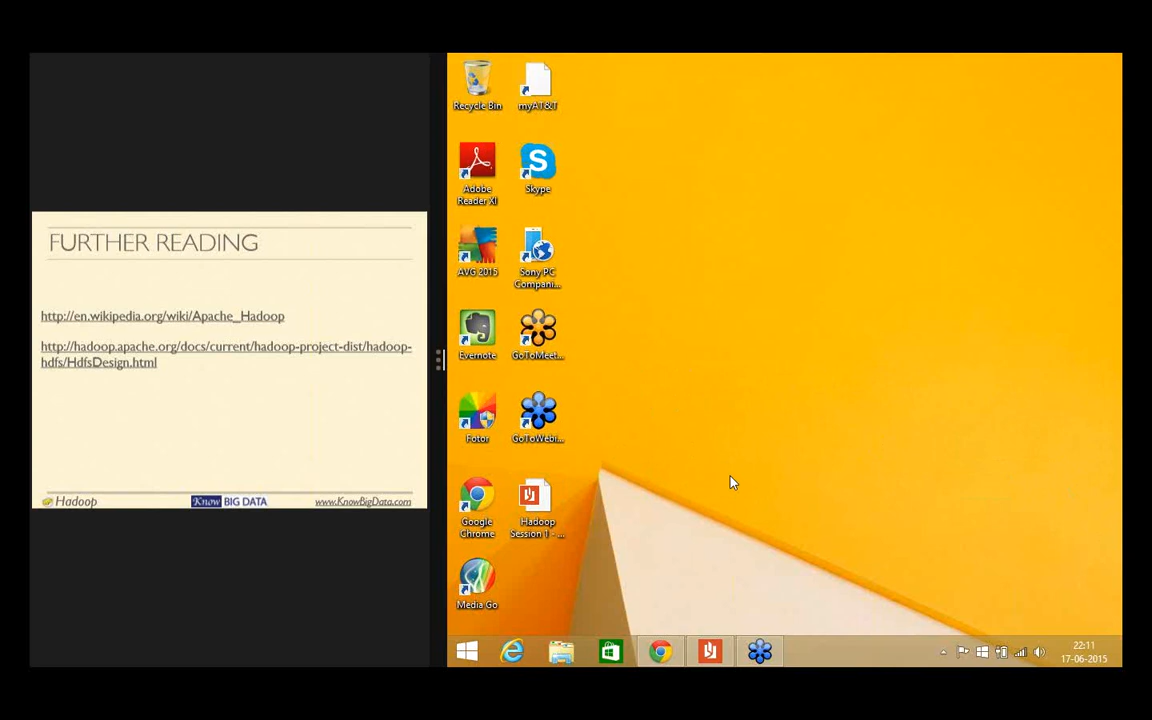 FURTHER READING
http://en.wikipedia.org/wiki/Apache_Hadoop
http://hadoop.apache.org/docs/current/hadoop-project-dist/hadoop-
hdfs/HdfsDesign.html
Hadoop
Know BIG DATA
www.KnowBigData.com
Recycle Bin
myAT&T
Adobe
Reader XI
Skype
AVG 2015
Sony PC
Compani...
Evernote
GoToMeet...
Fotor
GoToWebi...
Google
Chrome
Hadoop
Session 1 - ...
Media Go
22:11
17-06-2015